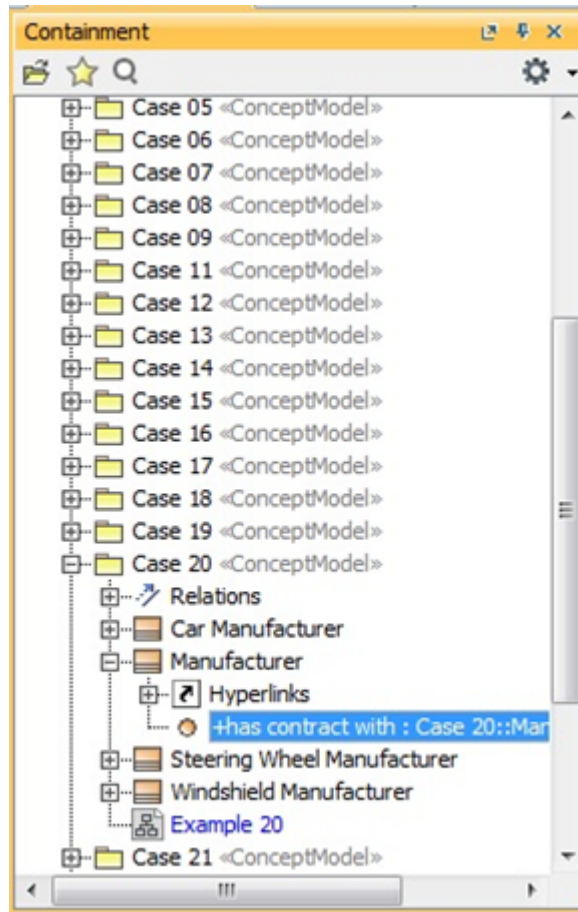 Containment
Case 05 «ConceptModel»
Case 06 «ConceptModel»
Case 07 «ConceptModel»
Case 08 «ConceptModel»
Case 09 «ConceptModel»
Case 11 «ConceptModel»
Case 12 «ConceptModel»
Case 13 «ConceptModel»
Case 14 «ConceptModel»
Case 15 «ConceptModel»
Case 16 «ConceptModel»
Case 17 «ConceptModel»
Case 18 «ConceptModel»
Case 19 «ConceptModel»
Case 20 «ConceptModel»
Relations
Car Manufacturer
Manufacturer
Hyperlinks
+has contract with : Case 20::Mar
Steering Wheel Manufacturer
Windshield Manufacturer
Example 20
Case 21 «ConceptModel»